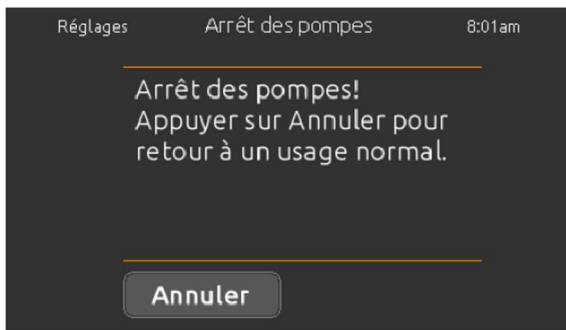 Réglages Arrêt des pompes 8:01am
Arrêt des pompes!
Appuyer sur Annuler pour
retour à un usage normal.
Annuler